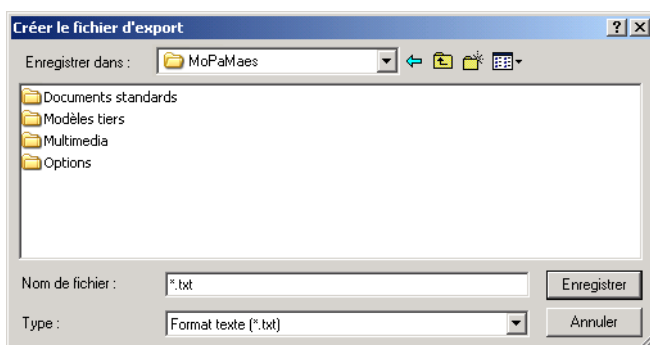 Créer le fichier d'export
Enregistrer dans : MoPaMaes
Documents standards
Modèles tiers
Multimedia
Options
Nom de fichier : *.txt Enregistrer
Type : Format texte (*.txt) Annuler